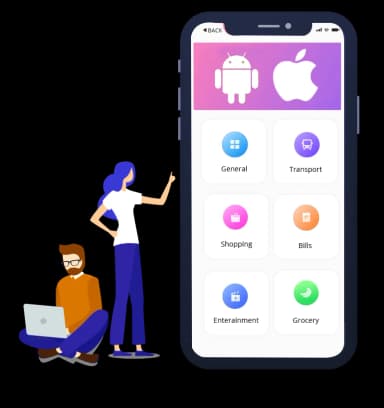 BACK
General
Transport
Shopping
Bills
Enterainment
Grocery